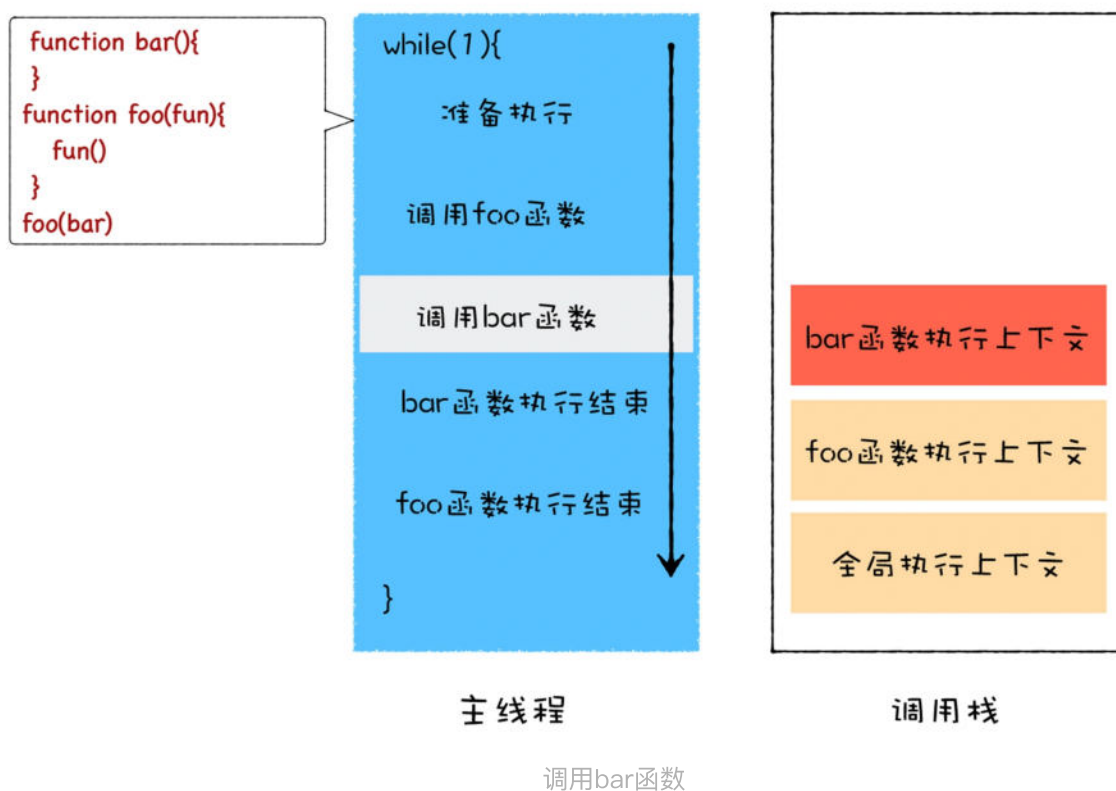 function bar(){
}
function foo(fun){
fun()
}
foo(bar)
while(1){
准备执行
调用foo函数
调用bar函数
bar函数执行结束
foo函数执行结束
}
主线程
bar函数执行上下文
foo函数执行上下文
全局执行上下文
调用栈
调用bar函数